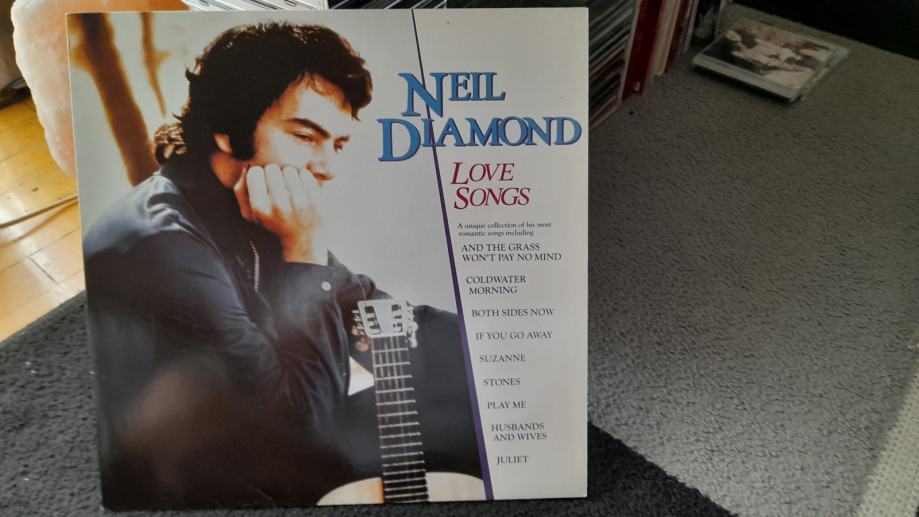 NEIL
DIAMOND
LOVE
SONGS
A unique collection of his most
romantic songs including
AND THE GRASS
WON'T PAY NO MIND
COLDWATER
MORNING
BOTH SIDES NOW
IF YOU GO AWAY
SUZANNE
STONES
PLAY ME
HUSBANDS
AND WIVES
JULIET